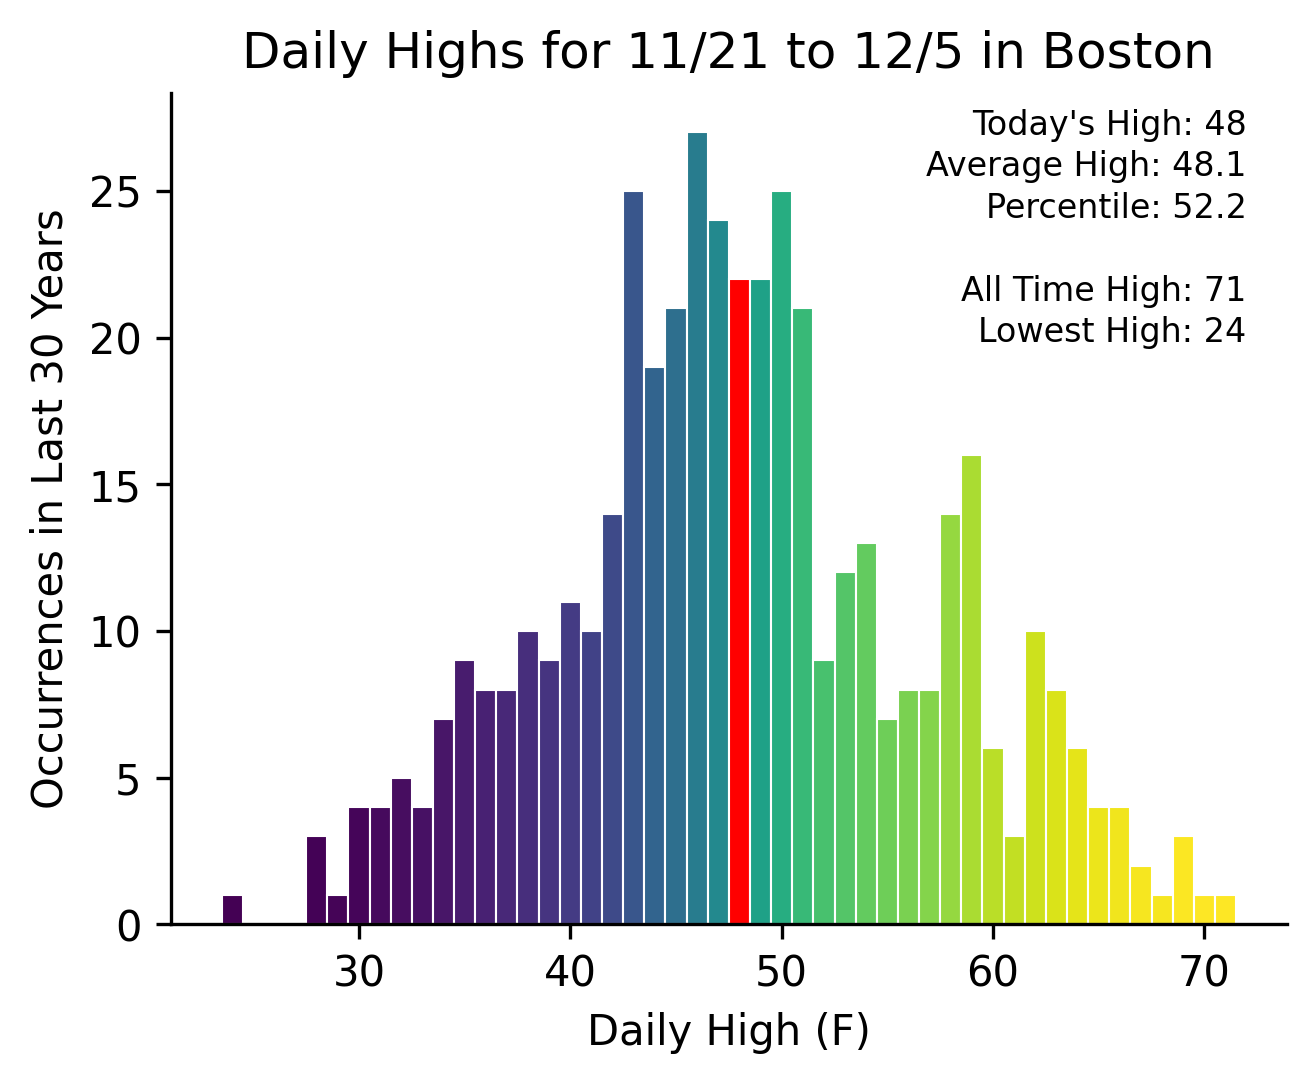 Daily Highs for 11/21 to 12/5 in Boston
Today's High: 48
Average High: 48.1
Percentile: 52.2
All Time High: 71
Lowest High: 24
Occurrences in Last 30 Years
25
20
15
10
5
0
30 40 50 60 70
Daily High (F)